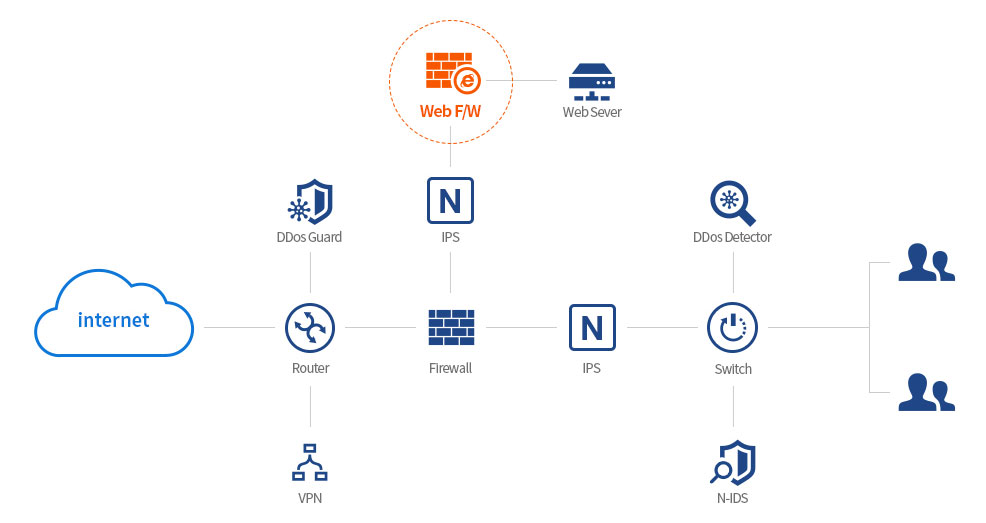 Web F/W
Web Sever
DDos Guard
N
IPS
DDos Detector
internet
Router
Firewall
N
IPS
Switch
VPN
N-IDS